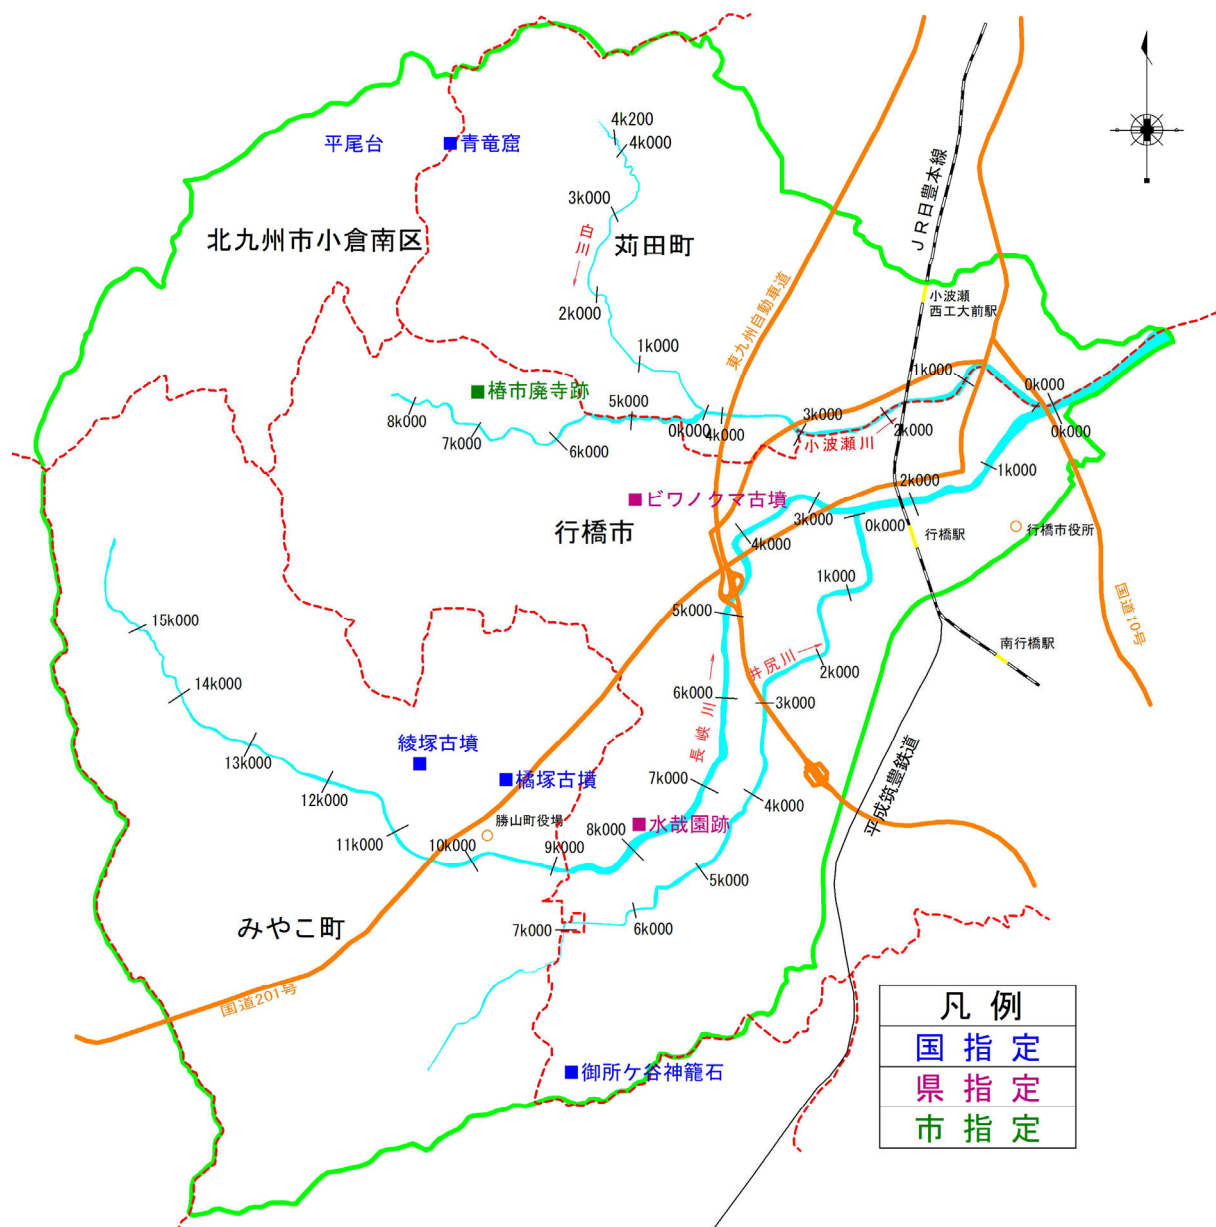 4k200
4k000
平尾台
青竜窟
3k000
北九州市小倉南区
白川
苅田町
JR日豊本線
2k000
小波瀬
西工大前駅
東九州自動車道
1k000
1k000
0k000
椿市廃寺跡
8k000
5k000
0k000
4k000
3k000
2k000
0k000
7k000
6k000
小波瀬川
1k000
2k000
ビワノクマ古墳
3k000
0k000
行橋市
4k000
行橋駅
行橋市役所
1k000
5k000
国道10号
15k000
井尻川
2k000
南行橋駅
14k000
6k000
3k000
長峡川
綾塚古墳
13k000
橘塚古墳
7k000
平成筑豊鉄道
12k000
4k000
勝山町役場
水哉園跡
8k000
11k000
10k000
9k000
5k000
6k000
7k000
みやこ町
国道201号
御所ケ谷神籠石
凡例
国指定
県指定
市指定